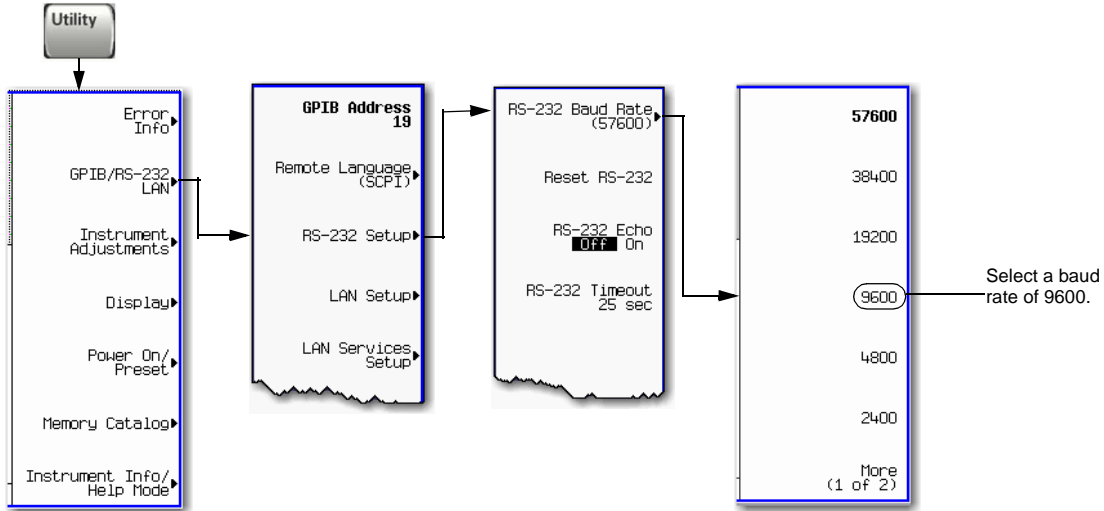 Utility
Error
Info
GPIB/RS-232
LAN
Instrument
Adjustments
Display
Power On/
Preset
Memory Catalog
Instrument Info/
Help Mode
GPIB Address
19
Remote Language
(SCPI)
RS-232 Setup
LAN Setup
LAN Services
Setup
RS-232 Baud Rate
(57600)
Reset RS-232
RS-232 Echo
Off On
RS-232 Timeout
25 sec
57600
38400
19200
9600
4800
2400
More
(1 of 2)
Select a baud
rate of 9600.